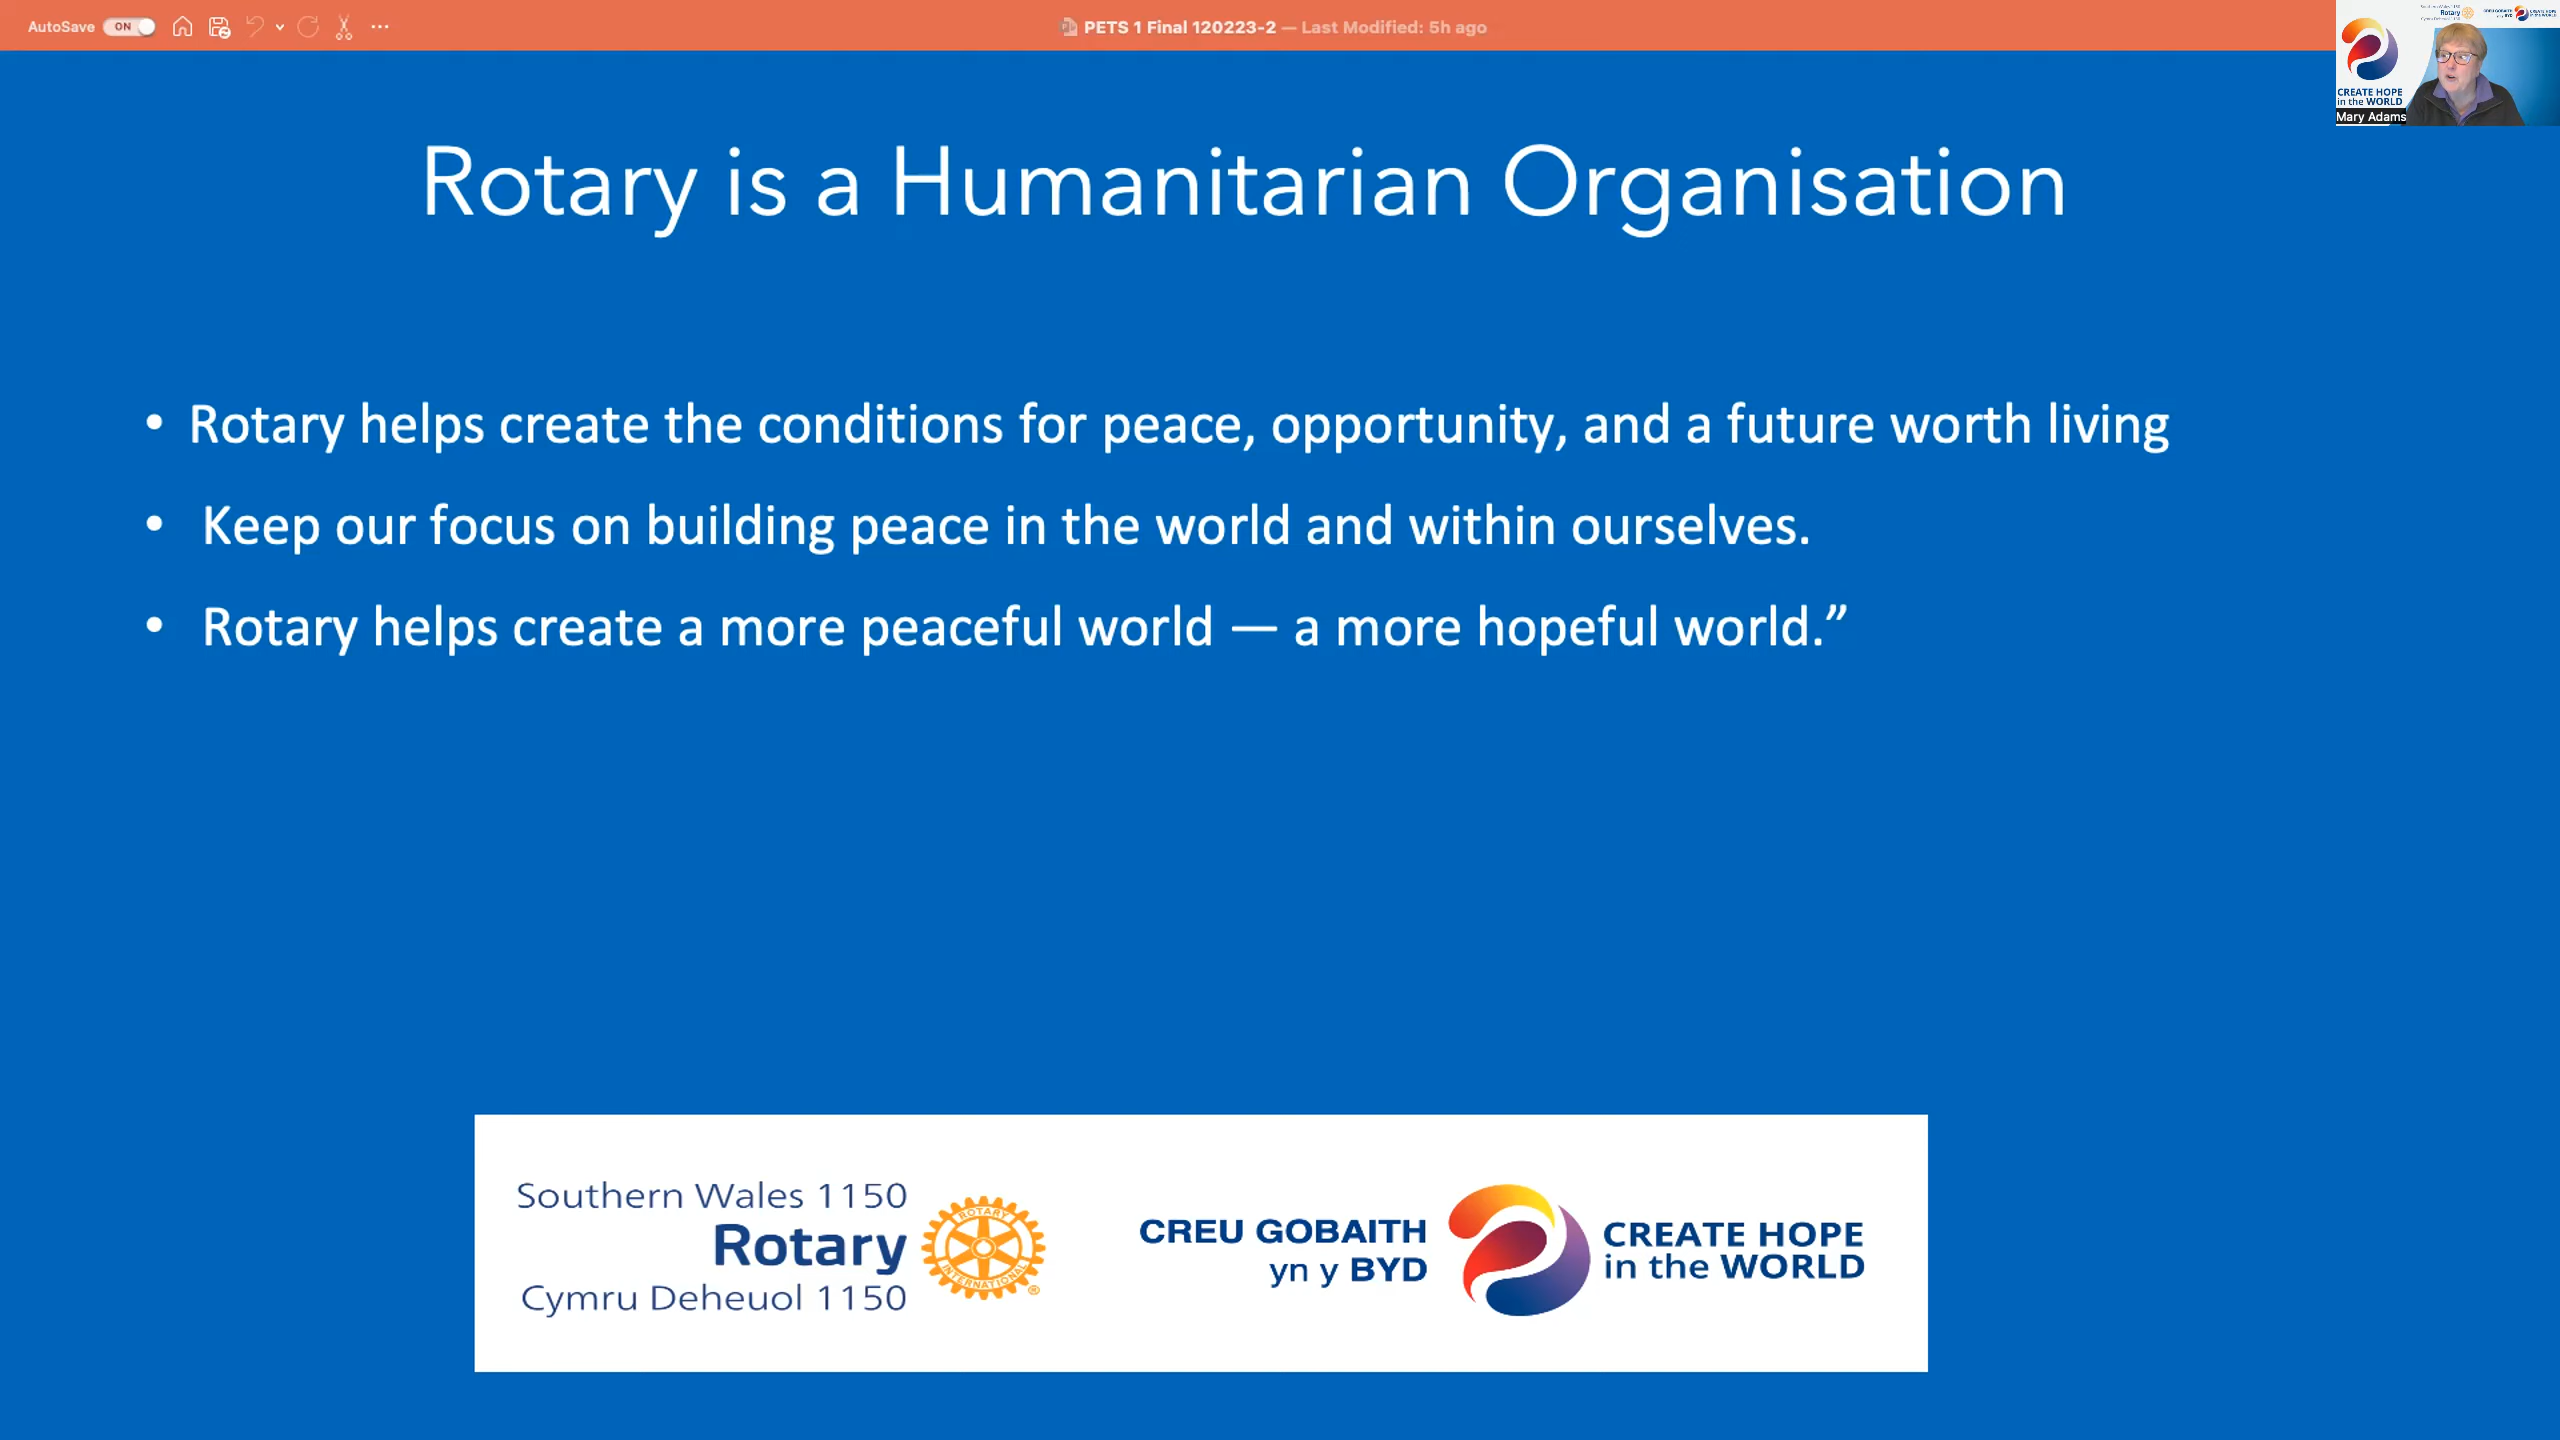 AutoSave ON
PETS 1 Final 120223-2 — Last Modified: 5h ago
CREATE HOPE
in the WORLD
Mary Adams
Rotary is a Humanitarian Organisation
• Rotary helps create the conditions for peace, opportunity, and a future worth living
• Keep our focus on building peace in the world and within ourselves.
• Rotary helps create a more peaceful world — a more hopeful world.”
Southern Wales 1150
Rotary
Cymru Deheuol 1150
ROTARY
INTERNATIONAL
®
CREU GOBAITH
yn y BYD
CREATE HOPE
in the WORLD